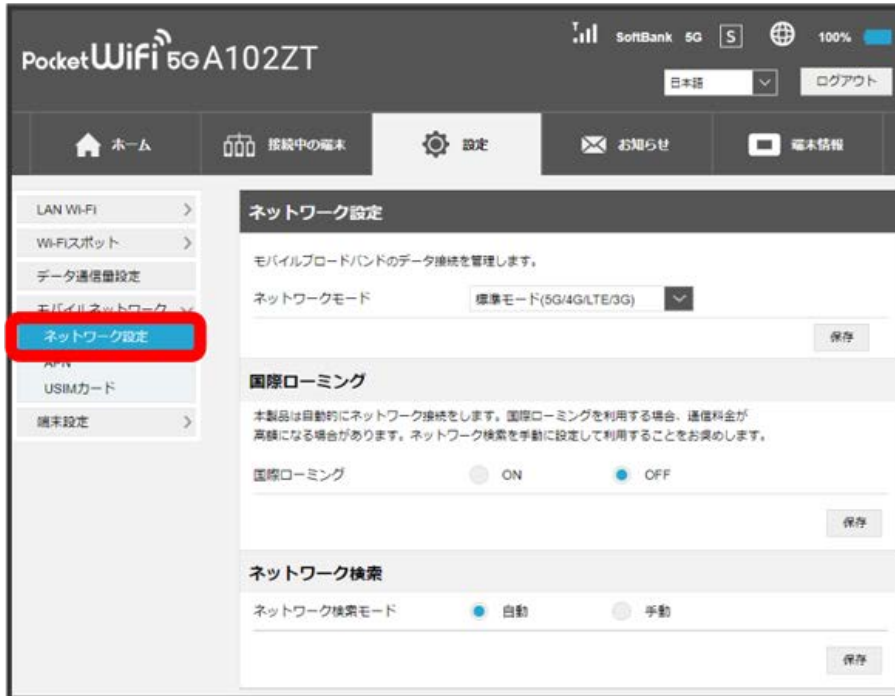 Pocket WiFi 5G A102ZT
SoftBank 5G S 100%
日本語
ログアウト
ホーム
接続中の端末
設定
お知らせ
端末情報
LAN Wi-Fi
Wi-Fiスポット
データ通信量設定
モバイルネットワーク
ネットワーク設定
APN
USIMカード
端末設定
ネットワーク設定
モバイルブロードバンドのデータ接続を管理します。
ネットワークモード 標準モード(5G/4G/LTE/3G)
保存
国際ローミング
本製品は自動的にネットワーク接続をします。国際ローミングを利用する場合、通信料金が
高額になる場合があります。ネットワーク検索を手動に設定して利用することをお奨めします。
国際ローミング ON OFF
保存
ネットワーク検索
ネットワーク検索モード 自動 手動
保存